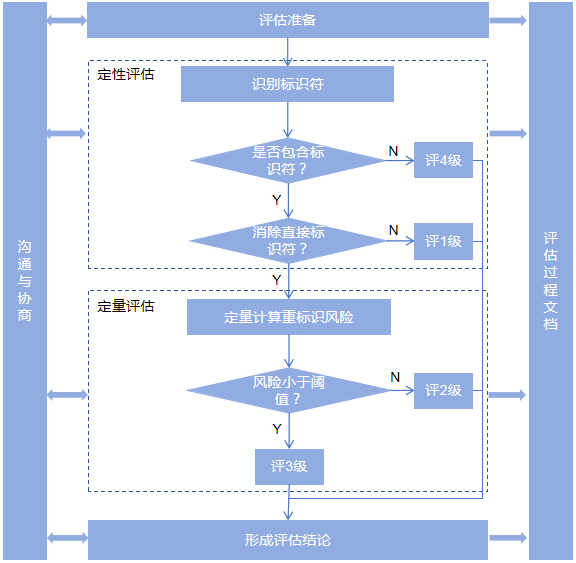 评估准备
定性评估
识别标识符
是否包含标
识符？
N
评4级
Y
消除直接标
识符？
N
评1级
Y
定量评估
定量计算重标识风险
风险小于阈
值？
N
评2级
Y
评3级
形成评估结论
沟通与协商
评估过程文档